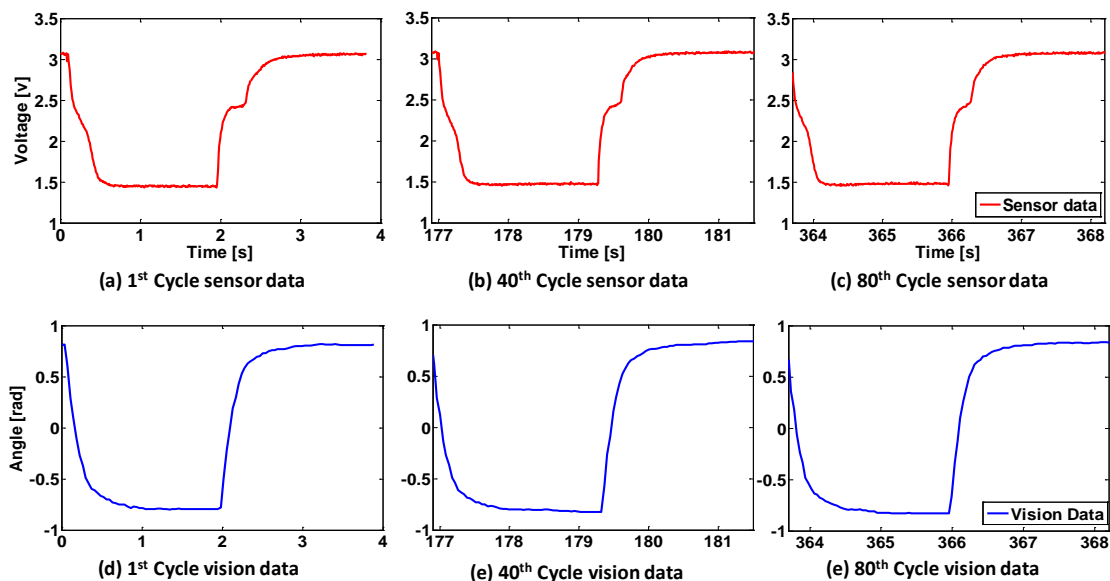 3.5
3
2.5
2
1.5
1
Voltage [v]
0 1 2 3 4
Time [s]
(a) 1st Cycle sensor data
3.5
3
2.5
2
1.5
1
177 178 179 180 181
Time [s]
(b) 40th Cycle sensor data
3.5
3
2.5
2
1.5
1
Sensor data
364 365 366 367 368
Time [s]
(c) 80th Cycle sensor data
1
0.5
0
-0.5
-1
Angle [rad]
0 1 2 3 4
(d) 1st Cycle vision data
1
0.5
0
-0.5
-1
177 178 179 180 181
(e) 40th Cycle vision data
1
0.5
0
-0.5
-1
Vision Data
364 365 366 367 368
(e) 80th Cycle vision data